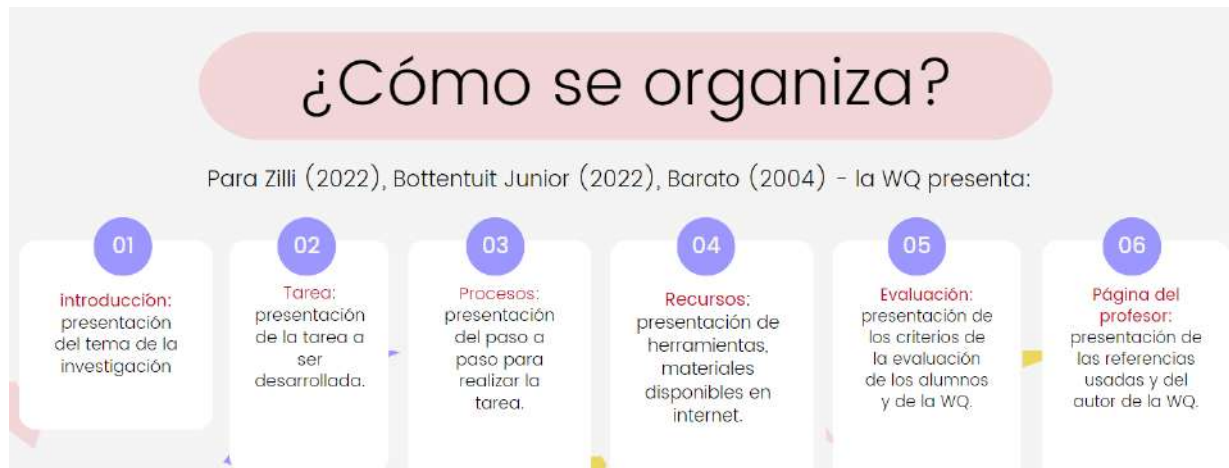 ¿Cómo se organiza?
Para Zilli (2022), Bottentuit Junior (2022), Barato (2004) - la WQ presenta:
01
introducción:
presentación
del tema de la
investigación
02
Tarea:
presentación
de la tarea a
ser
desarrollada.
03
Procesos:
presentación
del paso a
paso para
realizar la
tarea.
04
Recursos:
presentación de
herramientas,
materiales
disponibles en
internet.
05
Evaluación:
presentación de
los criterios de
la evaluación
de los alumnos
y de la WQ.
06
Página del
profesor:
presentación de
las referencias
usadas y del
autor de la WQ.